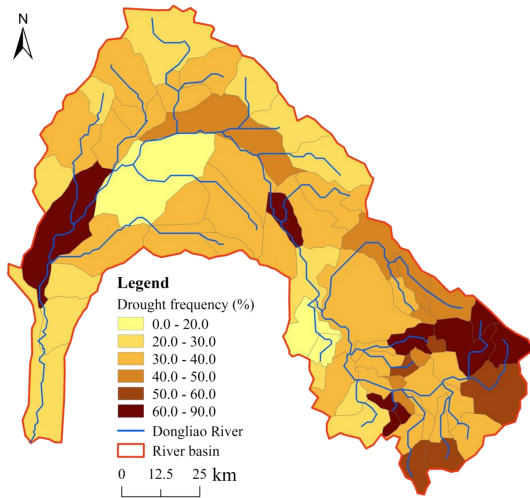 N
Legend
Drought frequency (%)
0.0 - 20.0
20.0 - 30.0
30.0 - 40.0
40.0 - 50.0
50.0 - 60.0
60.0 - 90.0
Dongliao River
River basin
0 12.5 25 km